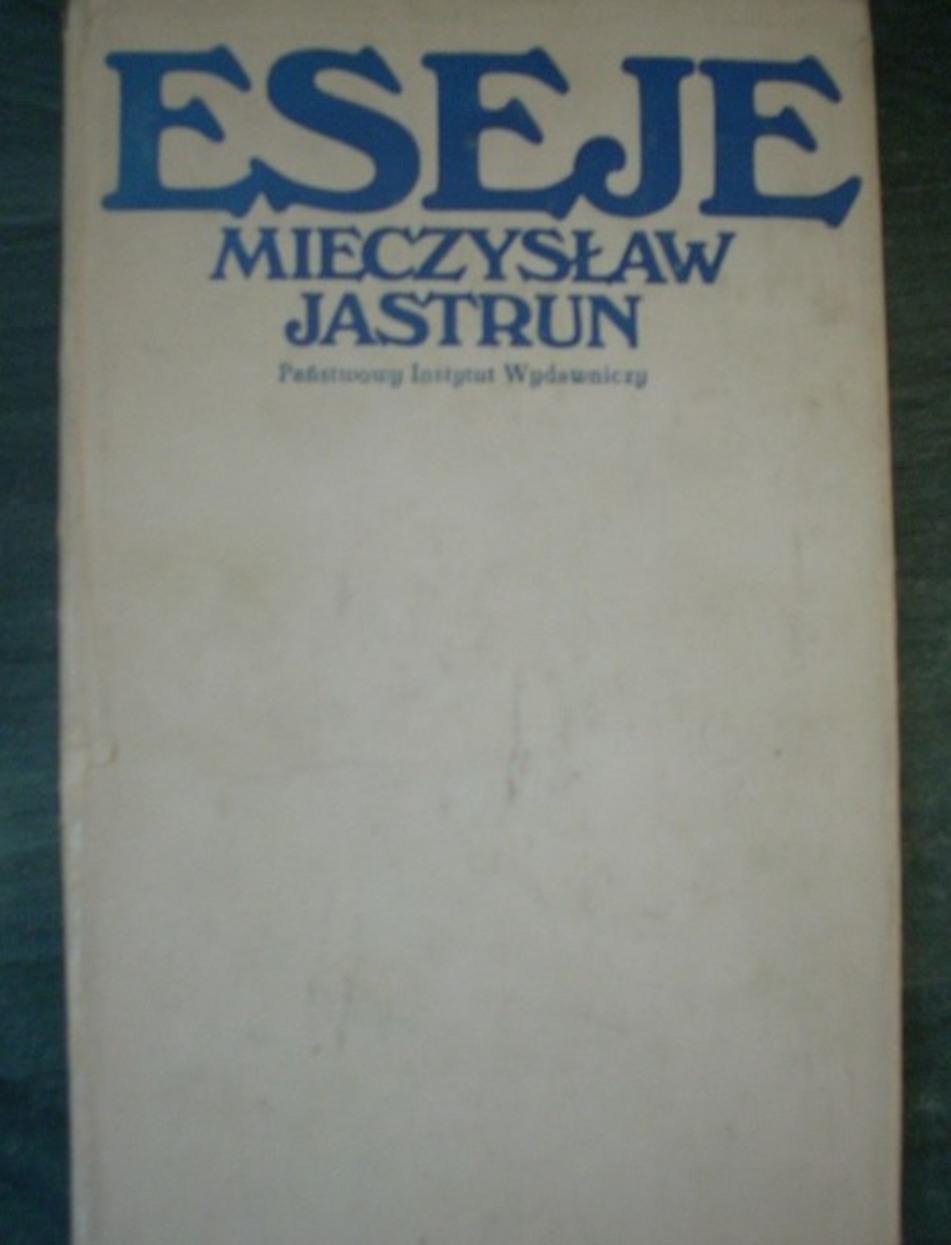 ESEJE
MIECZYSŁAW
JASTRUN
Państwowy Instytut Wydawniczy